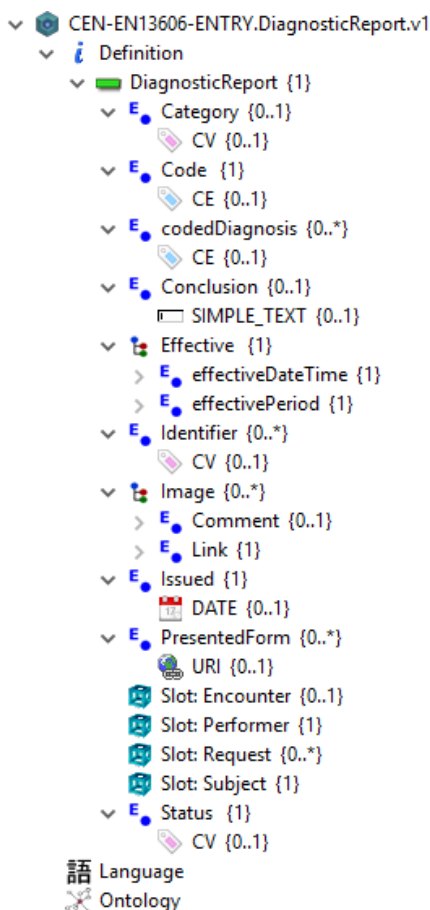 CEN-EN13606-ENTRY.DiagnosticReport.v1
Definition
DiagnosticReport {1}
Category {0..1}
CV {0..1}
Code {1}
CE {0..1}
codedDiagnosis {0..*}
CE {0..1}
Conclusion {0..1}
SIMPLE_TEXT {0..1}
Effective {1}
effectiveDateTime {1}
effectivePeriod {1}
Identifier {0..*}
CV {0..1}
Image {0..*}
Comment {0..1}
Link {1}
Issued {1}
DATE {0..1}
PresentedForm {0..*}
URI {0..1}
Slot: Encounter {0..1}
Slot: Performer {1}
Slot: Request {0..*}
Slot: Subject {1}
Status {1}
CV {0..1}
語 Language
Ontology